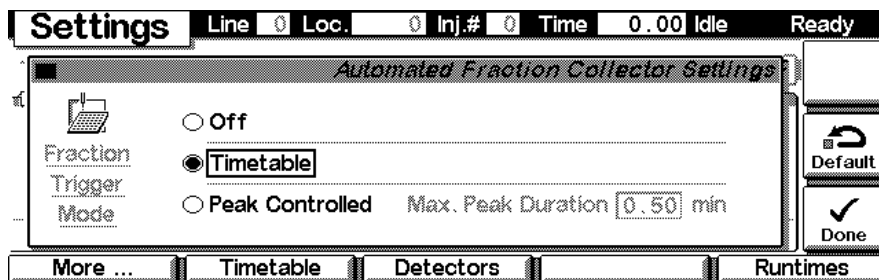 Settings Line 0 Loc. 0 Inj.# 0 Time 0.00 Idle Ready
Automated Fraction Collector Settings
Fraction
Trigger
Mode
Off
Timetable
Peak Controlled Max. Peak Duration 0.50 min
Default
Done
More ... Timetable Detectors Runtimes